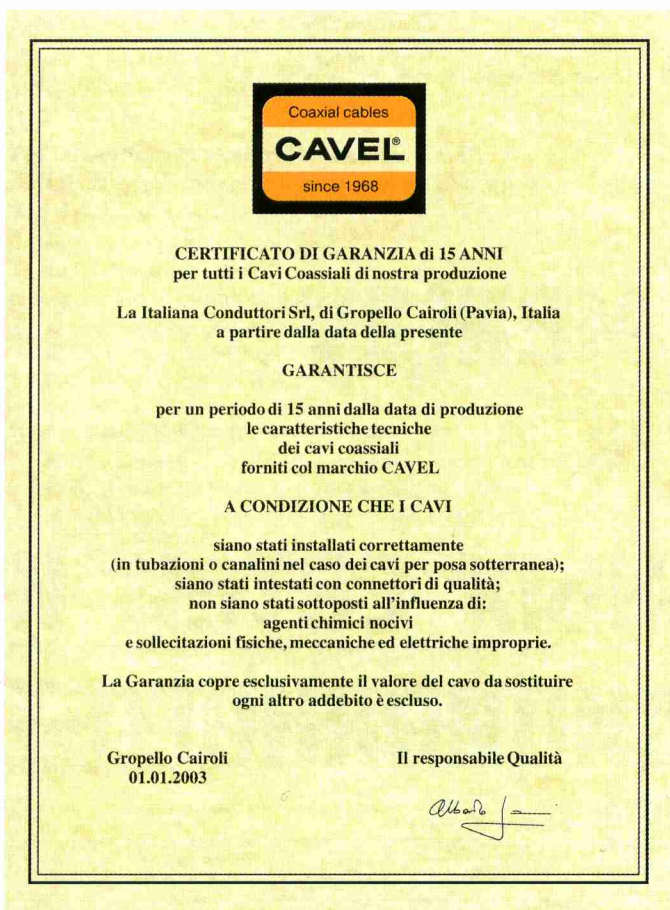 Coaxial cables
CAVEL®
since 1968
CERTIFICATO DI GARANZIA di 15 ANNI
per tutti i Cavi Coassiali di nostra produzione
La Italiana Conduttori Srl, di Gropello Cairoli (Pavia), Italia
a partire dalla data della presente
GARANTISCE
per un periodo di 15 anni dalla data di produzione
le caratteristiche tecniche
dei cavi coassiali
forniti col marchio CAVEL
A CONDIZIONE CHE I CAVI
siano stati installati correttamente
(in tubazioni o canalini nel caso dei cavi per posa sotterranea);
siano stati intestati con connettori di qualità;
non siano stati sottoposti all'influenza di:
agenti chimici nocivi
e sollecitazioni fisiche, meccaniche ed elettriche improprie.
La Garanzia copre esclusivamente il valore del cavo da sostituire
ogni altro addebito è escluso.
Gropello Cairoli
01.01.2003
Il responsabile Qualità